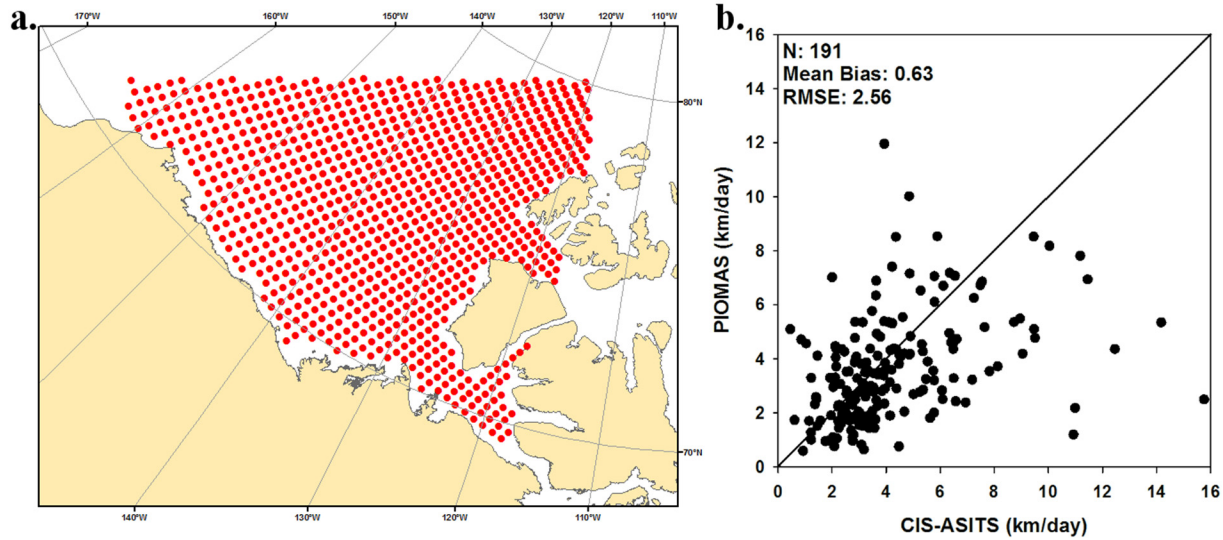 a.
170°W 160°W 150°W 140°W 130°W 120°W 110°W
80°N
70°N
140°W 130°W 120°W 110°W
b.
N: 191
Mean Bias: 0.63
RMSE: 2.56
16
14
12
10
8
6
4
2
0
PIOMAS (km/day)
0 2 4 6 8 10 12 14 16
CIS-ASITS (km/day)